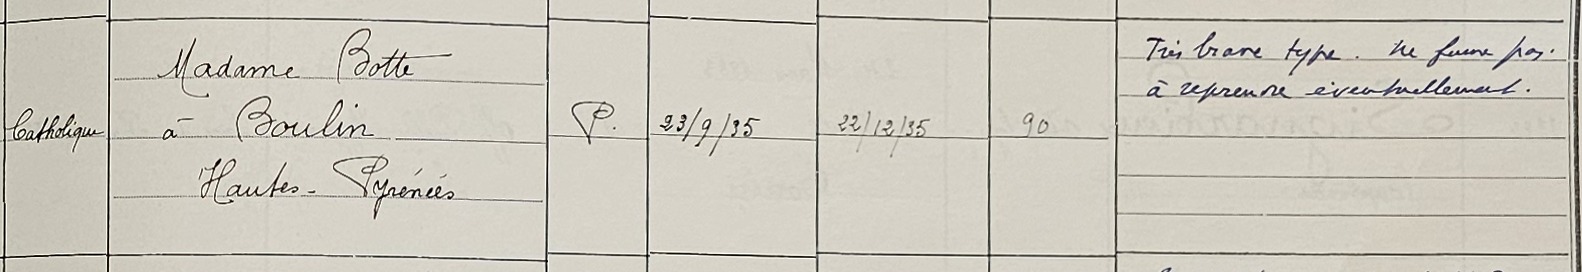 Catholique
Madame Botte
à Boulin
Hautes-Pyrénées
P.
23/9/35
22/12/35
90
Très brave type. ne fume pas.
à reprendre éventuellement.